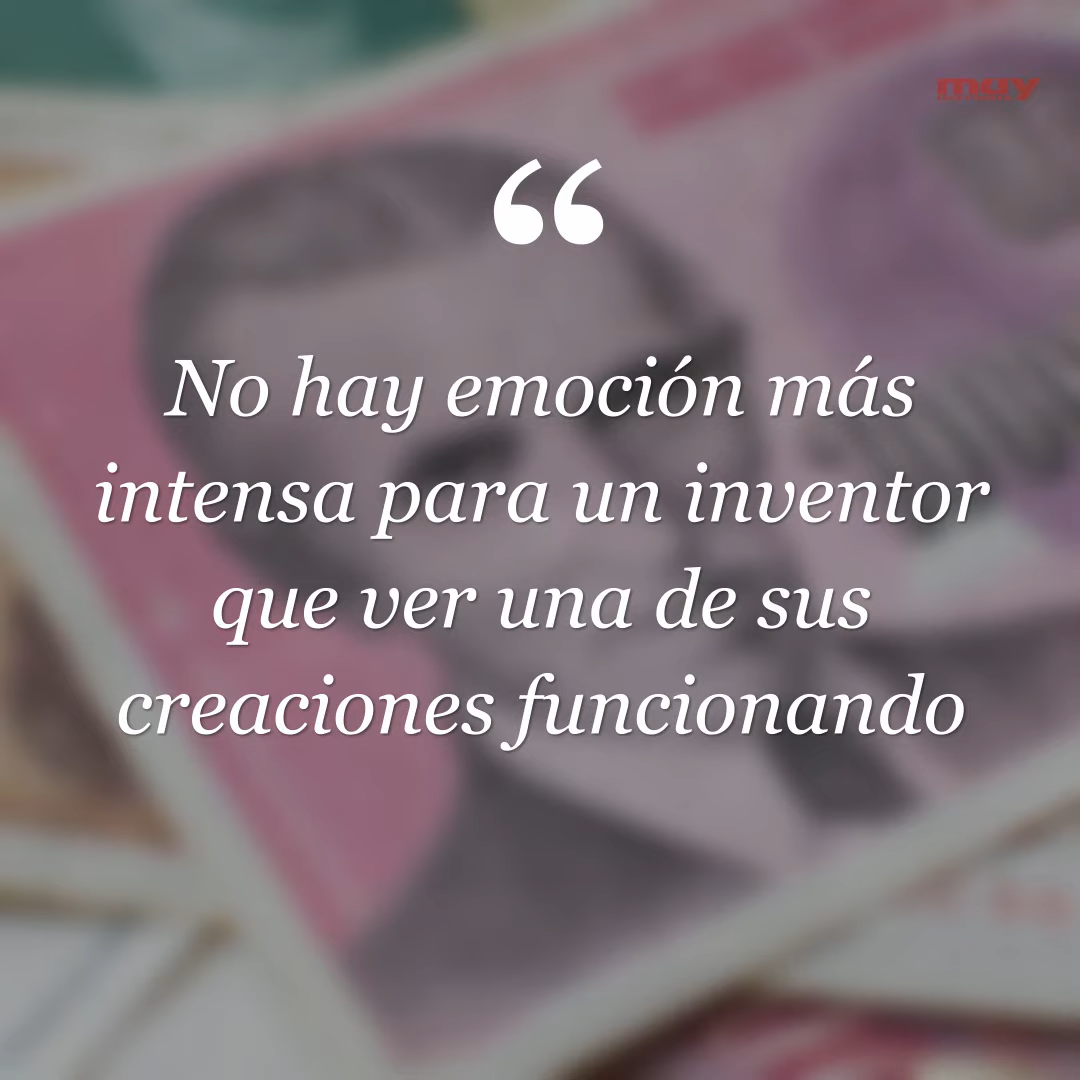 muy
“
No hay emoción más
intensa para un inventor
que ver una de sus
creaciones funcionando